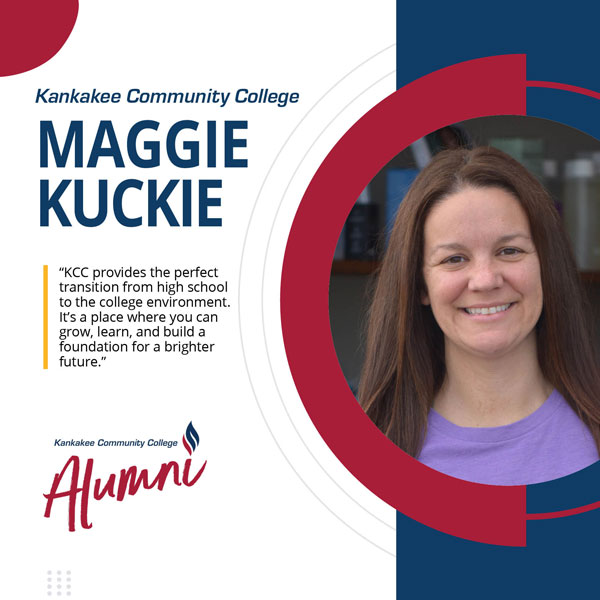 Kankakee Community College
MAGGIE
KUCKIE
“KCC provides the perfect
transition from high school
to the college environment.
It’s a place where you can
grow, learn, and build a
foundation for a brighter
future.”
Kankakee Community College
Alumni